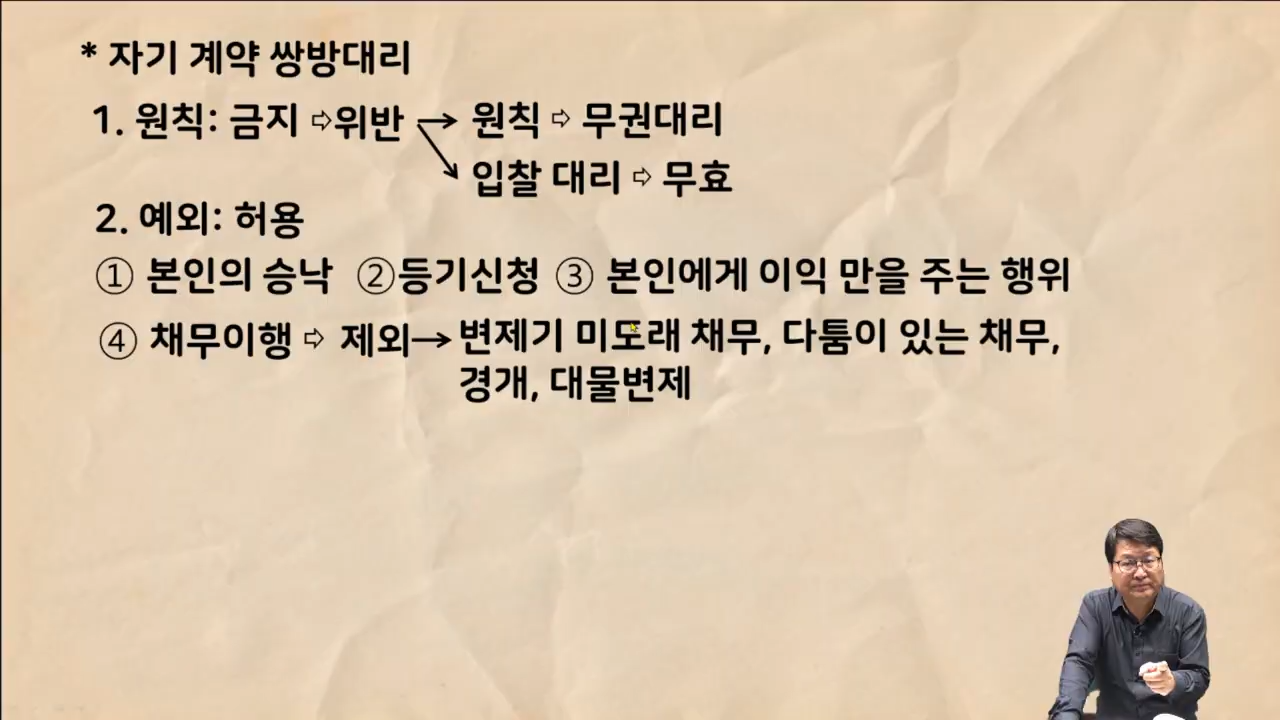 * 자기 계약 쌍방대리
1. 원칙: 금지 ⇨위반 → 원칙 ⇨ 무권대리
↘ 입찰 대리 ⇨ 무효
2. 예외: 허용
① 본인의 승낙 ②등기신청 ③ 본인에게 이익 만을 주는 행위
④ 채무이행 ⇨ 제외→변제기 미도래 채무, 다툼이 있는 채무,
경개, 대물변제